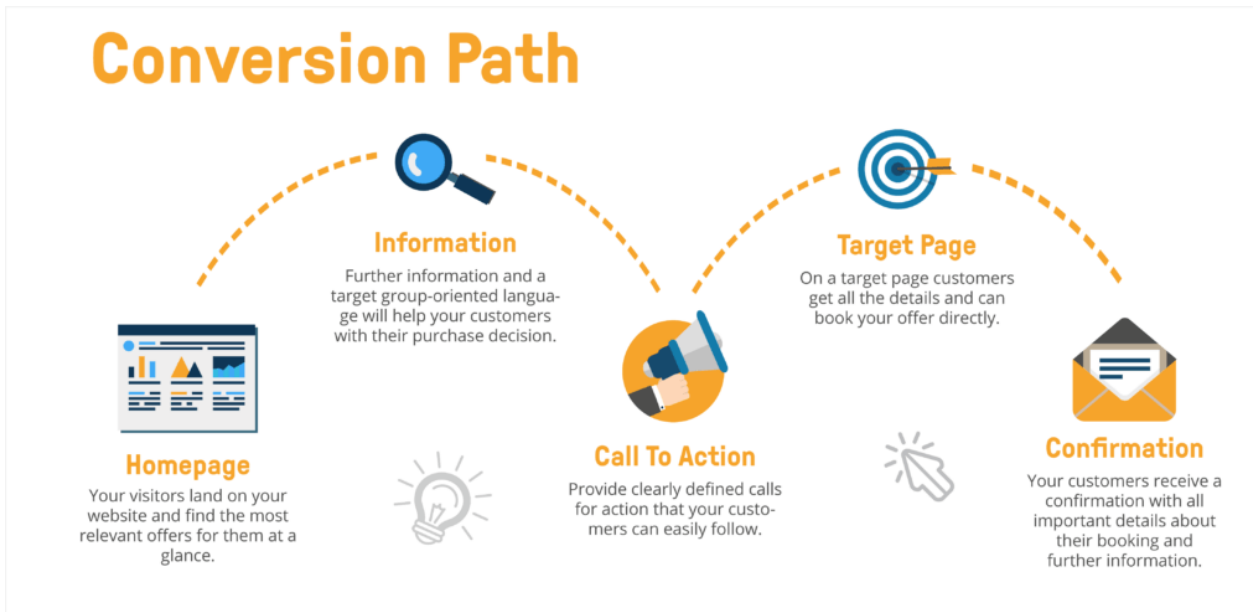 Conversion Path
Information
Further information and a
target group-oriented langua-
ge will help your customers
with their purchase decision.
Target Page
On a target page customers
get all the details and can
book your offer directly.
Homepage
Your visitors land on your
website and find the most
relevant offers for them at a
glance.
Call To Action
Provide clearly defined calls
for action that your custo-
mers can easily follow.
Confirmation
Your customers receive a
confirmation with all
important details about
their booking and
further information.